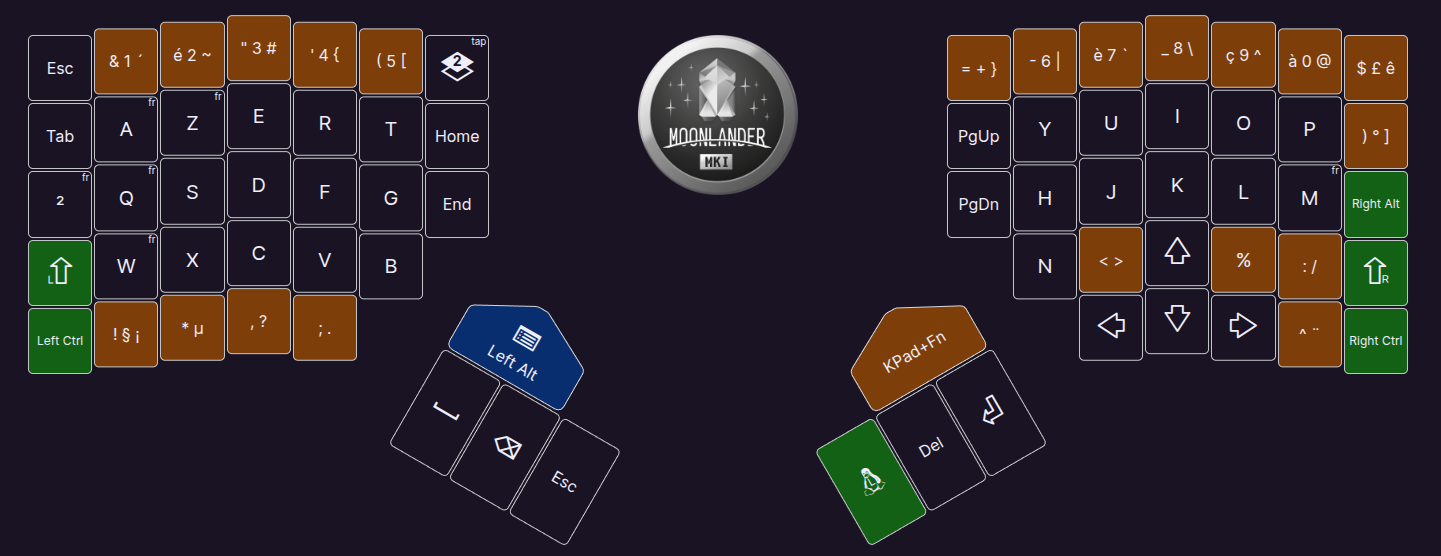 Esc
& 1 ´
é 2 ~
" 3 #
' 4 {
( 5 [
tap
2
= + }
- 6 |
è 7 `
_ 8 \
ç 9 ^
à 0 @
$ £ ê
Tab
fr
A
fr
Z
E
R
T
Home
MOONLANDER
MKI
PgUp
Y
U
I
O
P
) ° ]
fr
²
fr
Q
S
D
F
G
End
PgDn
H
J
K
L
fr
M
Right Alt
L
fr
W
X
C
V
B
N
< >
%
: /
R
Left Ctrl
! § ¡
* µ
, ?
; .
^ ¨
Right Ctrl
Left Alt
KPad+Fn
Esc
Del